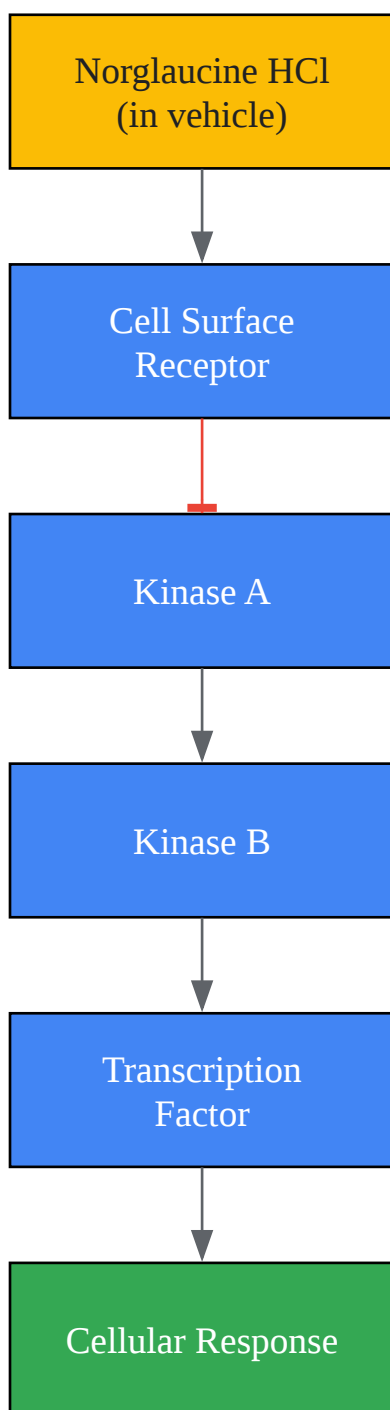 Norglaucine HCl
(in vehicle)
Cell Surface
Receptor
Kinase A
Kinase B
Transcription
Factor
Cellular Response